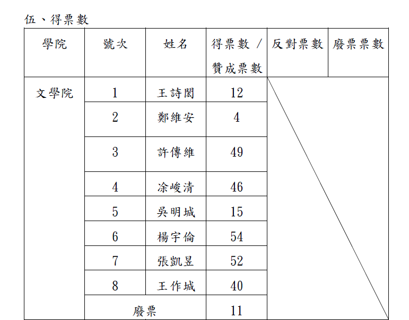 伍、得票數
學院 號次 姓名 得票數 / 贊成票數 反對票數 廢票票數
文學院 1 王詩閎 12
2 鄭維安 4
3 許傳維 49
4 凃峻清 46
5 吳明城 15
6 楊宇倫 54
7 張凱昱 52
8 王作城 40
廢票 11